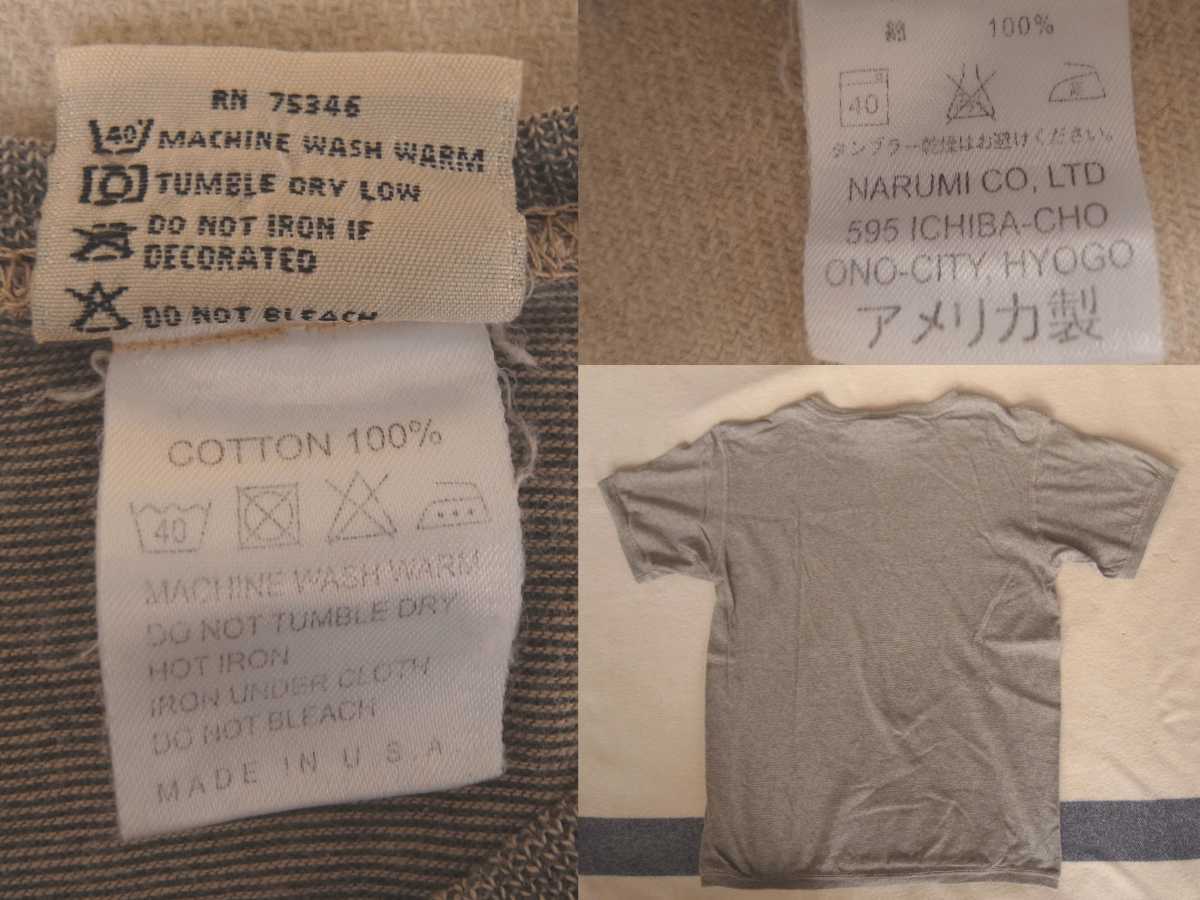 RN 75346
40 MACHINE WASH WARM
TUMBLE DRY LOW
DO NOT IRON IF
DECORATED
DO NOT BLEACH
COTTON 100%
40
MACHINE WASH WARM
DO NOT TUMBLE DRY
HOT IRON
IRON UNDER CLOTH
DO NOT BLEACH
MADE IN U.S.A.
綿 100%
40
タンブラー乾燥はお避けください。
NARUMI CO, LTD
595 ICHIBA-CHO
ONO-CITY, HYOGO
アメリカ製